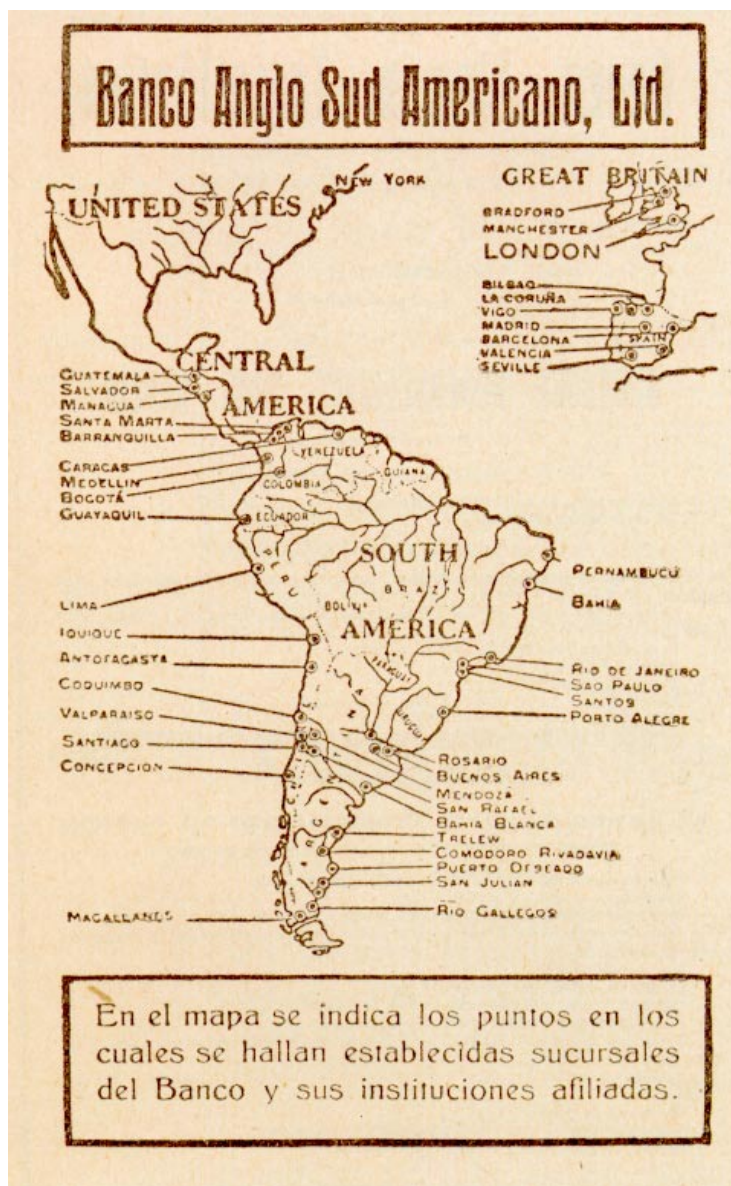 Banco Anglo Sud Americano, Ltd.
NEW YORK
UNITED STATES
GREAT BRITAIN
BRADFORD
MANCHESTER
LONDON
BILBAO
LA CORUÑA
VIGO
MADRID
BARCELONA
SPAIN
VALENCIA
SEVILLE
CENTRAL
AMERICA
GUATEMALA
SALVADOR
MANAGUA
SANTA MARTA
BARRANQUILLA
CARACAS
MEDELLIN
BOGOTÁ
GUAYAQUIL
VENEZUELA
GUIANA
COLOMBIA
ECUADOR
PERU
SOUTH
AMERICA
BRAZ
BOLIVIA
PARAGUAY
URUGUAY
LIMA
IQUIQUE
ANTOFAGASTA
COQUIMBO
VALPARAISO
SANTIAGO
CONCEPCION
MAGALLANES
PERNAMBUCÚ
BAHIA
RIO DE JANEIRO
SAO PAULO
SANTOS
PORTO ALEGRE
ROSARIO
BUENOS AIRES
MENDOZA
SAN RAFAEL
BAHIA BLANCA
TRELEW
COMODORO RIVADAVIA
PUERTO DESEADO
SAN JULIAN
RIO GALLEGOS
En el mapa se indica los puntos en los
cuales se hallan establecidas sucursales
del Banco y sus instituciones afiliadas.